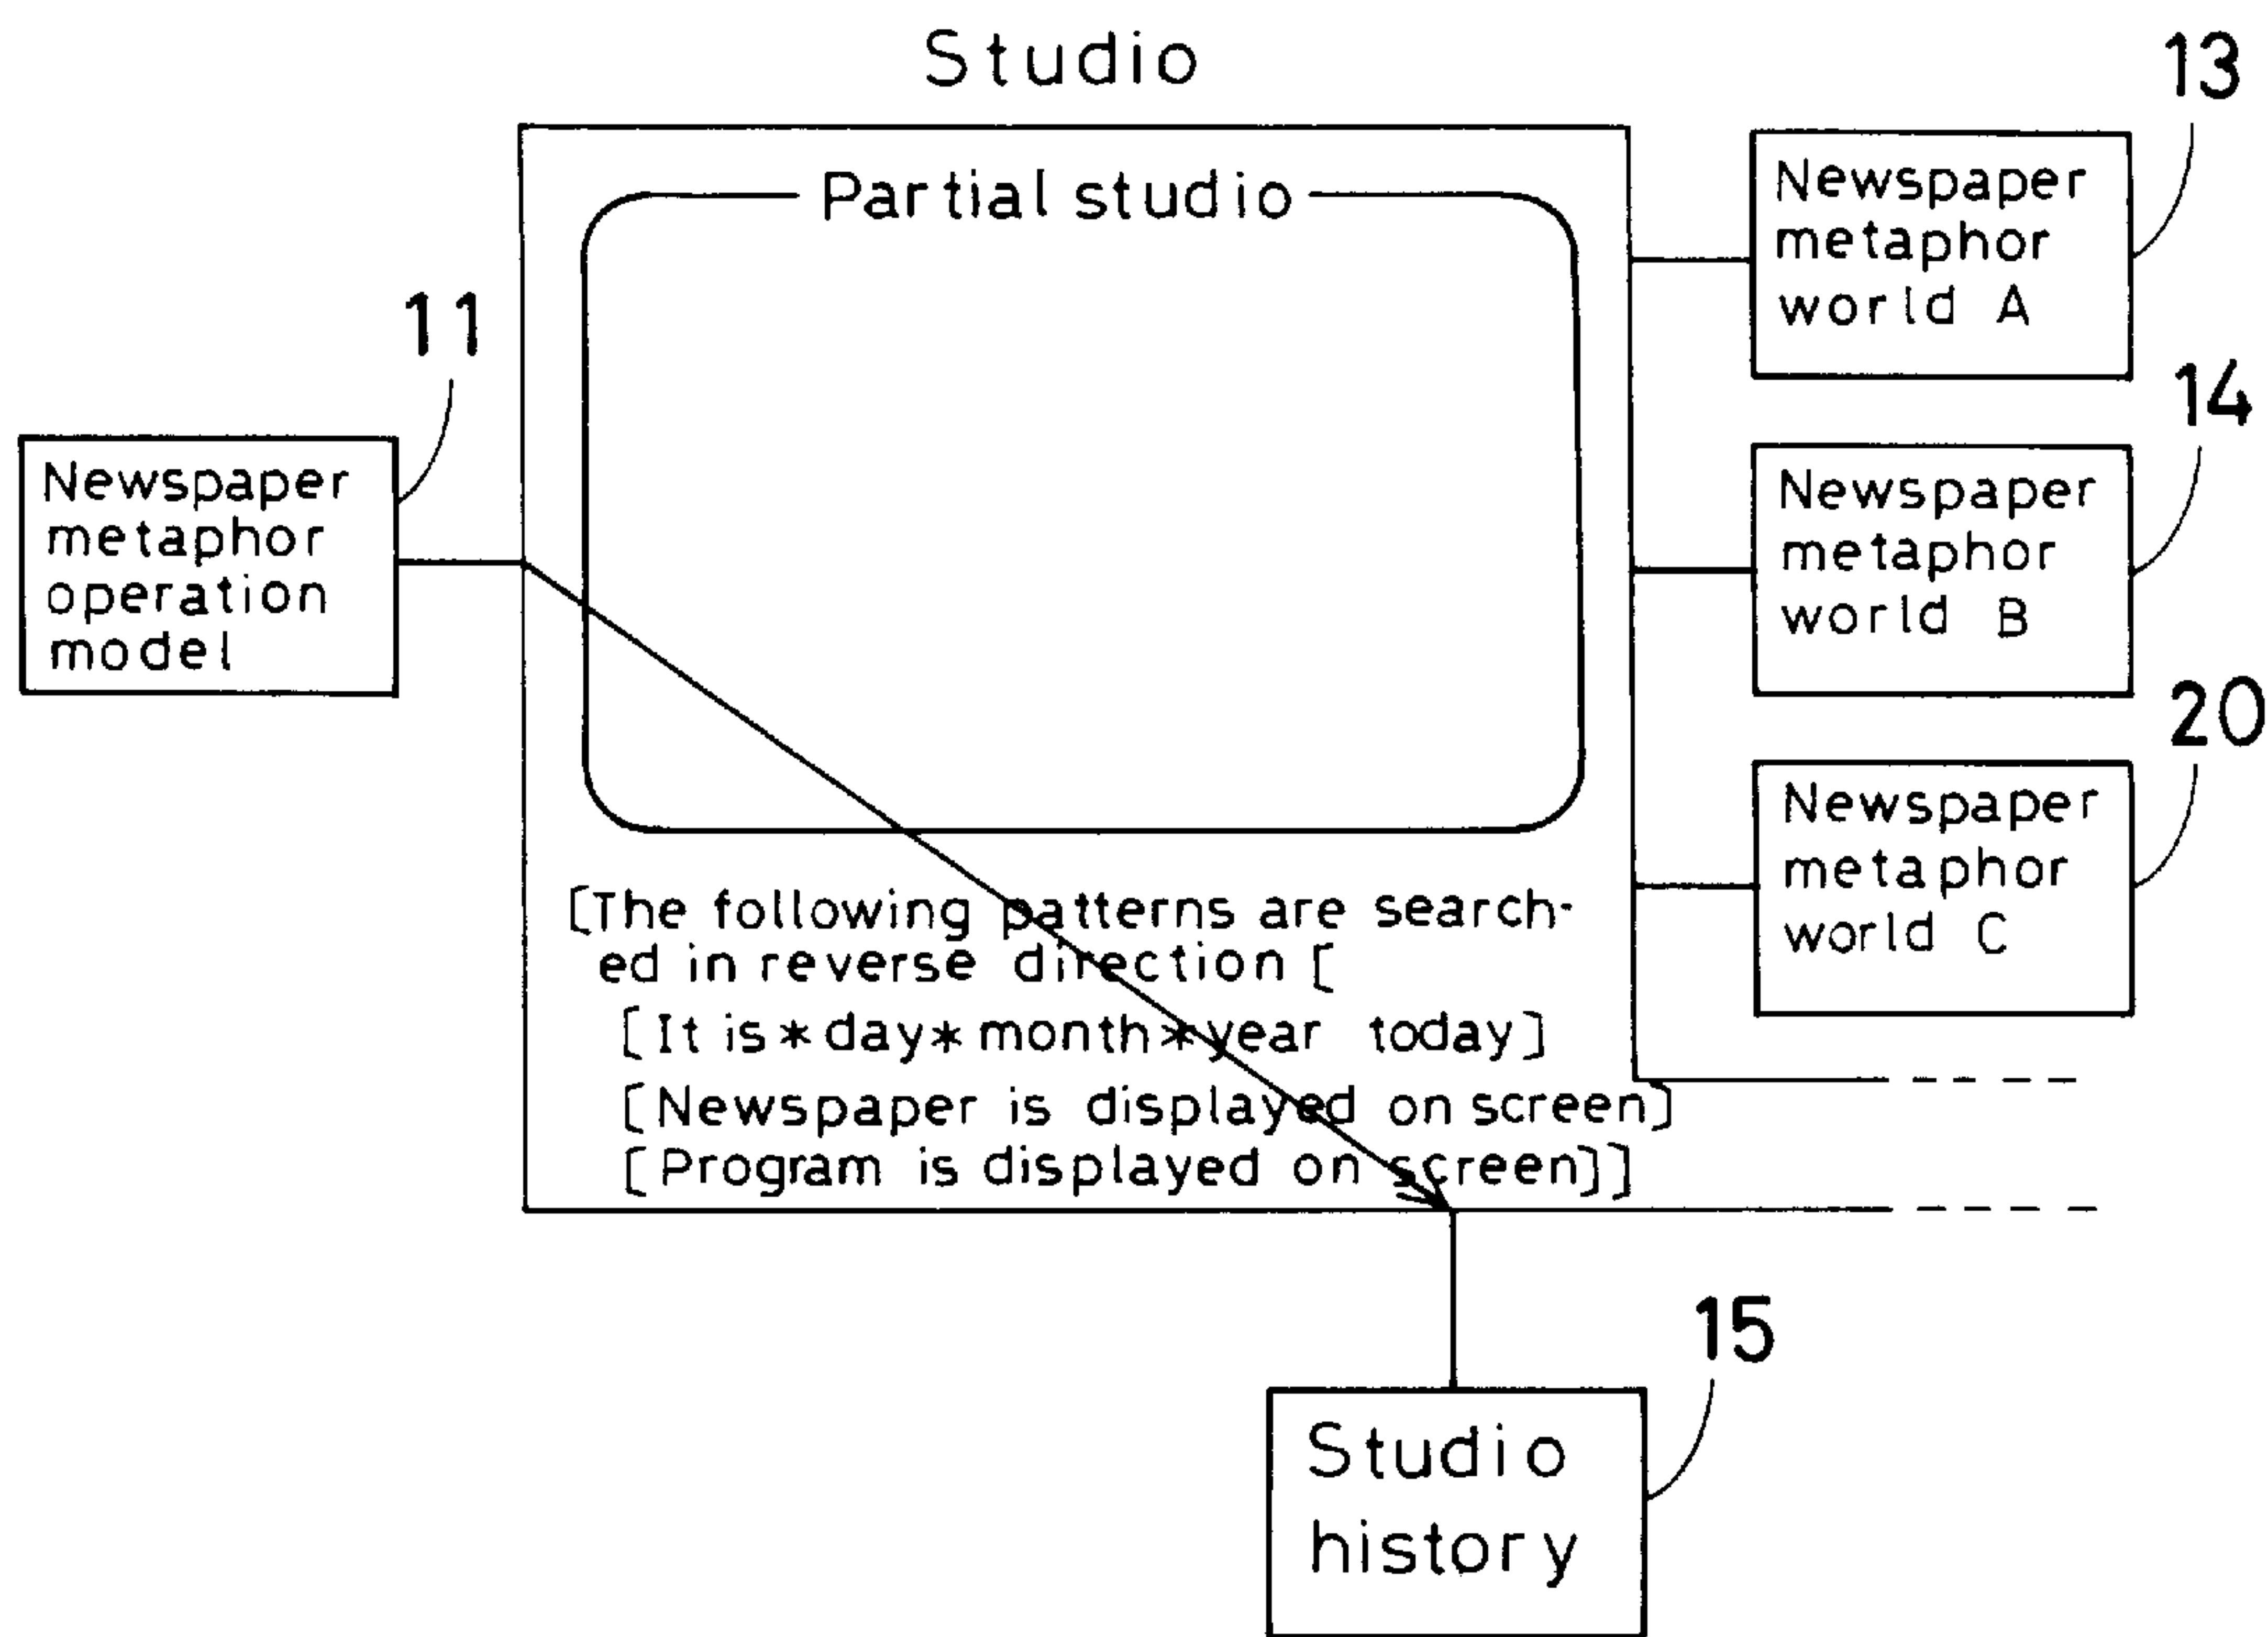 Studio
Partial studio
13
Newspaper
metaphor
world A
11
Newspaper
metaphor
operation
model
14
Newspaper
metaphor
world B
20
Newspaper
metaphor
world C
[The following patterns are search-
ed in reverse direction [
[It is * day * month * year today]
[Newspaper is displayed on screen]
[Program is displayed on screen]]
15
Studio
history